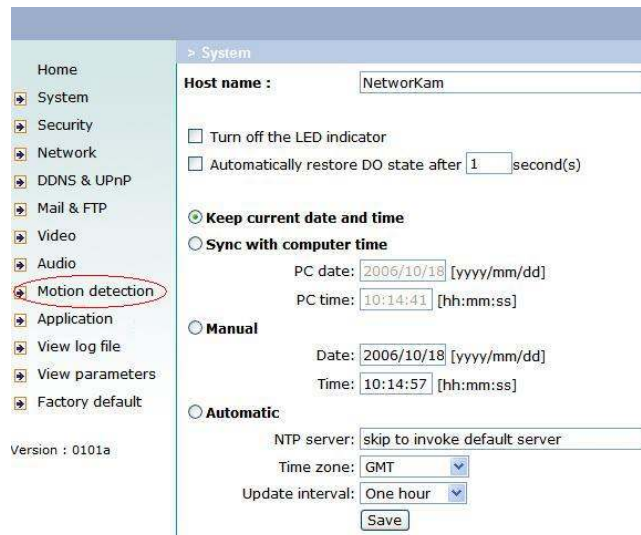 > System
Home
System
Security
Network
DDNS & UPnP
Mail & FTP
Video
Audio
Motion detection
Application
View log file
View parameters
Factory default
Version : 0101a
Host name : NetworKam
Turn off the LED indicator
Automatically restore DO state after 1 second(s)
Keep current date and time
Sync with computer time
PC date: 2006/10/18 [yyyy/mm/dd]
PC time: 10:14:41 [hh:mm:ss]
Manual
Date: 2006/10/18 [yyyy/mm/dd]
Time: 10:14:57 [hh:mm:ss]
Automatic
NTP server: skip to invoke default server
Time zone: GMT
Update interval: One hour
Save